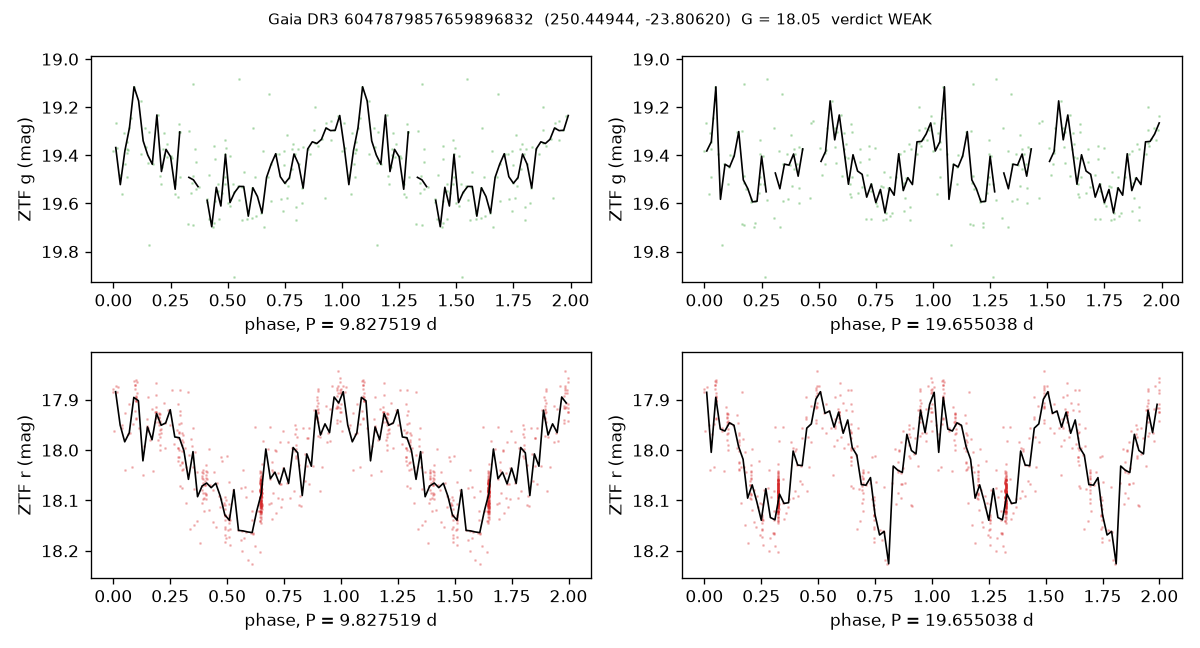 Gaia DR3 6047879857659896832  (250.44944, -23.80620)  G = 18.05  verdict WEAK
ZTF g (mag)
19.0
19.2
19.4
19.6
19.8
0.00 0.25 0.50 0.75 1.00 1.25 1.50 1.75 2.00
phase, P = 9.827519 d
ZTF g (mag)
19.0
19.2
19.4
19.6
19.8
0.00 0.25 0.50 0.75 1.00 1.25 1.50 1.75 2.00
phase, P = 19.655038 d
ZTF r (mag)
17.9
18.0
18.1
18.2
0.00 0.25 0.50 0.75 1.00 1.25 1.50 1.75 2.00
phase, P = 9.827519 d
ZTF r (mag)
17.9
18.0
18.1
18.2
0.00 0.25 0.50 0.75 1.00 1.25 1.50 1.75 2.00
phase, P = 19.655038 d